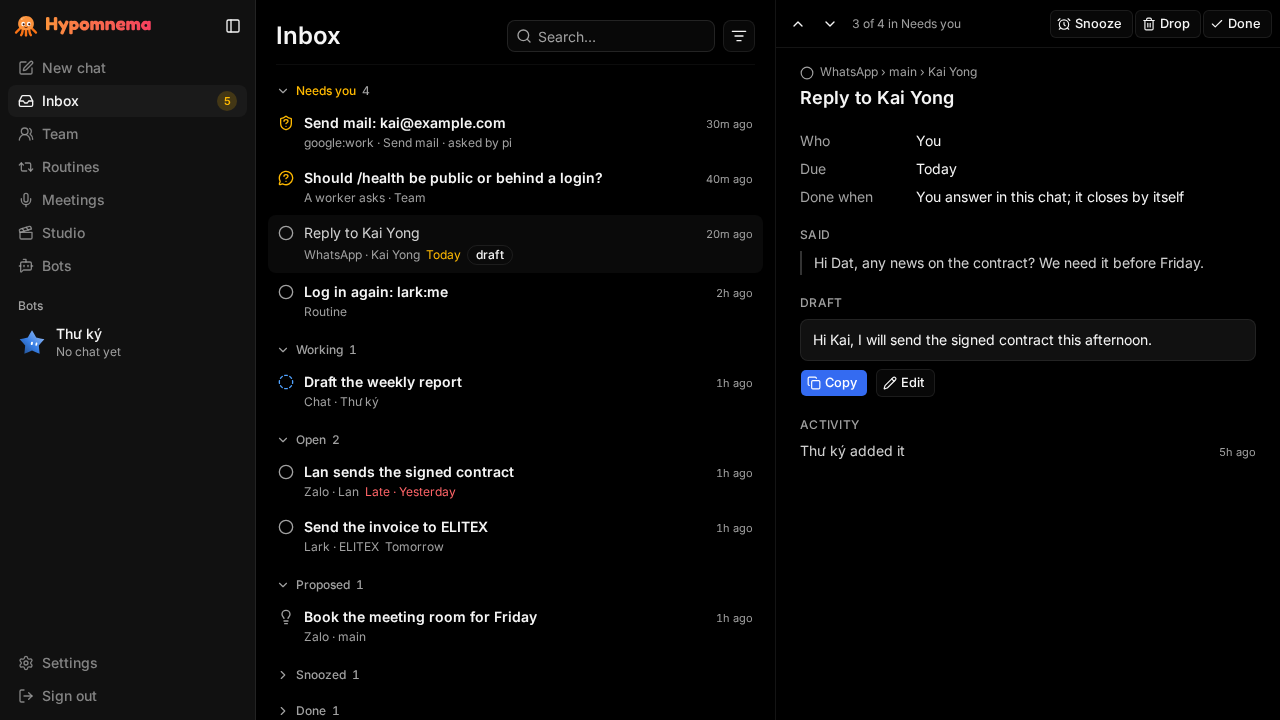 Hypomnema
New chat
Inbox
5
Team
Routines
Meetings
Studio
Bots
Bots
Thư ký
No chat yet
Settings
Sign out
Inbox
Search...
Needs you 4
Send mail: kai@example.com
30m ago
google:work · Send mail · asked by pi
Should /health be public or behind a login?
40m ago
A worker asks · Team
Reply to Kai Yong
20m ago
WhatsApp · Kai Yong Today draft
Log in again: lark:me
2h ago
Routine
Working 1
Draft the weekly report
1h ago
Chat · Thư ký
Open 2
Lan sends the signed contract
1h ago
Zalo · Lan Late · Yesterday
Send the invoice to ELITEX
1h ago
Lark · ELITEX Tomorrow
Proposed 1
Book the meeting room for Friday
1h ago
Zalo · main
Snoozed 1
Done 1
3 of 4 in Needs you
Snooze
Drop
Done
WhatsApp › main › Kai Yong
Reply to Kai Yong
Who You
Due Today
Done when You answer in this chat; it closes by itself
SAID
Hi Dat, any news on the contract? We need it before Friday.
DRAFT
Hi Kai, I will send the signed contract this afternoon.
Copy
Edit
ACTIVITY
Thư ký added it
5h ago